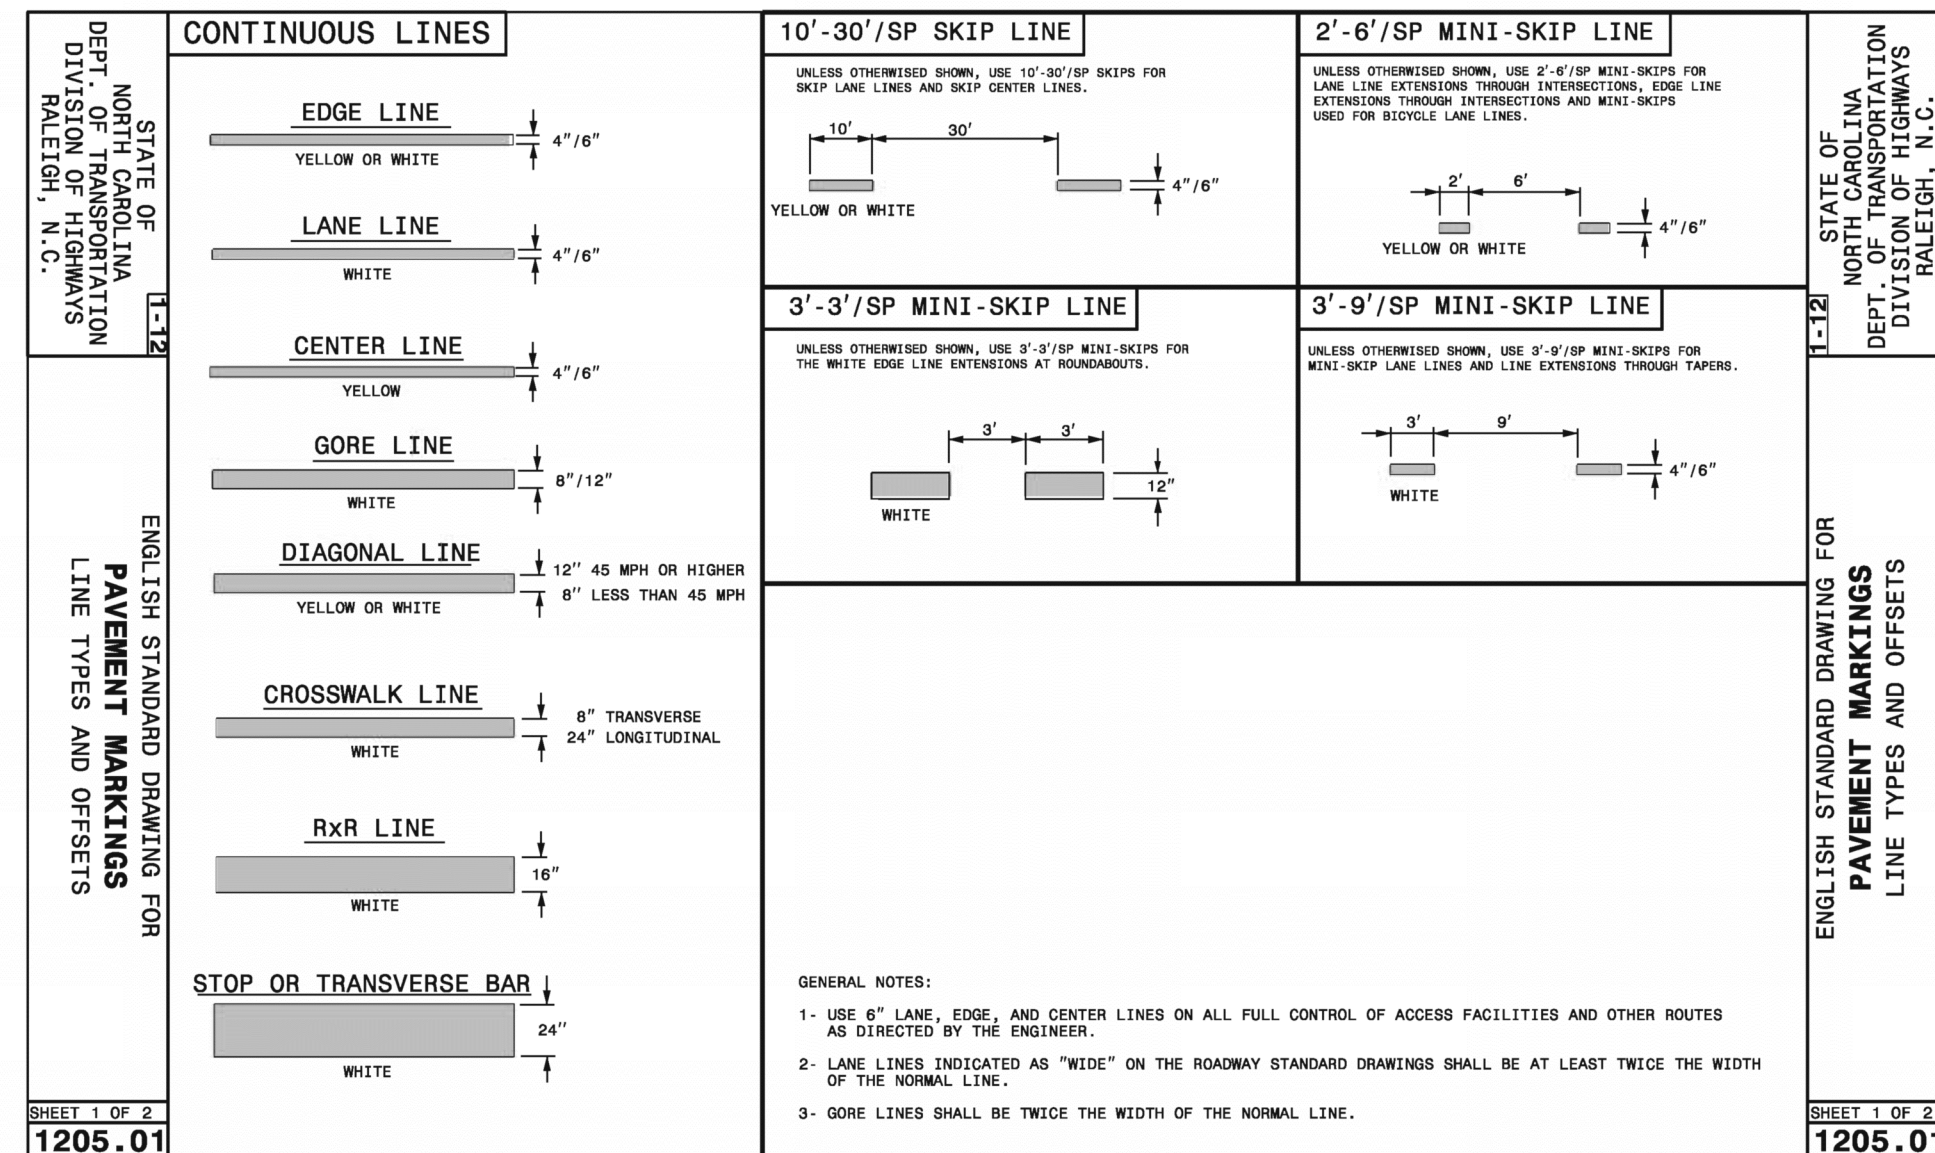 STATE OF
NORTH CAROLINA
DEPT. OF TRANSPORTATION
DIVISION OF HIGHWAYS
RALEIGH, N.C.
1-12
ENGLISH STANDARD DRAWING FOR
PAVEMENT MARKINGS
LINE TYPES AND OFFSETS
SHEET 1 OF 2
1205.01
CONTINUOUS LINES
EDGE LINE
4"/6"
YELLOW OR WHITE
LANE LINE
4"/6"
WHITE
CENTER LINE
4"/6"
YELLOW
GORE LINE
8"/12"
WHITE
DIAGONAL LINE
12" 45 MPH OR HIGHER
8" LESS THAN 45 MPH
YELLOW OR WHITE
CROSSWALK LINE
8" TRANSVERSE
24" LONGITUDINAL
WHITE
RxR LINE
16"
WHITE
STOP OR TRANSVERSE BAR
24"
WHITE
10'-30'/SP SKIP LINE
UNLESS OTHERWISED SHOWN, USE 10'-30'/SP SKIPS FOR
SKIP LANE LINES AND SKIP CENTER LINES.
10' 30'
4"/6"
YELLOW OR WHITE
2'-6'/SP MINI-SKIP LINE
UNLESS OTHERWISED SHOWN, USE 2'-6'/SP MINI-SKIPS FOR
LANE LINE EXTENSIONS THROUGH INTERSECTIONS, EDGE LINE
EXTENSIONS THROUGH INTERSECTIONS AND MINI-SKIPS
USED FOR BICYCLE LANE LINES.
2' 6'
4"/6"
YELLOW OR WHITE
3'-3'/SP MINI-SKIP LINE
UNLESS OTHERWISED SHOWN, USE 3'-3'/SP MINI-SKIPS FOR
THE WHITE EDGE LINE ENTENSIONS AT ROUNDABOUTS.
3' 3'
12"
WHITE
3'-9'/SP MINI-SKIP LINE
UNLESS OTHERWISED SHOWN, USE 3'-9'/SP MINI-SKIPS FOR
MINI-SKIP LANE LINES AND LINE EXTENSIONS THROUGH TAPERS.
3' 9'
4"/6"
WHITE
GENERAL NOTES:
1- USE 6" LANE, EDGE, AND CENTER LINES ON ALL FULL CONTROL OF ACCESS FACILITIES AND OTHER ROUTES
AS DIRECTED BY THE ENGINEER.
2- LANE LINES INDICATED AS "WIDE" ON THE ROADWAY STANDARD DRAWINGS SHALL BE AT LEAST TWICE THE WIDTH
OF THE NORMAL LINE.
3- GORE LINES SHALL BE TWICE THE WIDTH OF THE NORMAL LINE.
STATE OF
NORTH CAROLINA
DEPT. OF TRANSPORTATION
DIVISION OF HIGHWAYS
RALEIGH, N.C.
1-12
ENGLISH STANDARD DRAWING FOR
PAVEMENT MARKINGS
LINE TYPES AND OFFSETS
SHEET 1 OF 2
1205.01